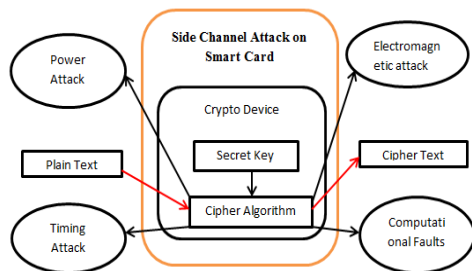 Side Channel Attack on
Smart Card
Power
Attack
Electromagn
etic attack
Crypto Device
Secret Key
Plain Text
Cipher Text
Cipher Algorithm
Timing
Attack
Computati
onal Faults